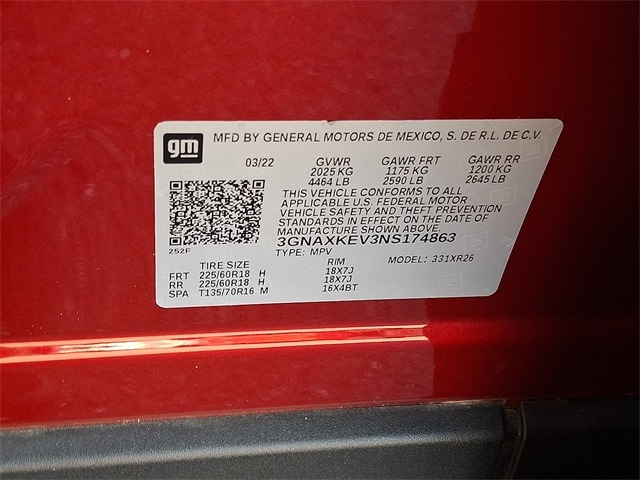 gm
MFD BY GENERAL MOTORS DE MEXICO, S. DE R.L. DE C.V.
03/22 GVWR GAWR FRT GAWR RR
2025 KG 1175 KG 1200 KG
4464 LB 2590 LB 2645 LB
THIS VEHICLE CONFORMS TO ALL
APPLICABLE U.S. FEDERAL MOTOR
VEHICLE SAFETY AND THEFT PREVENTION
STANDARDS IN EFFECT ON THE DATE OF
MANUFACTURE SHOWN ABOVE.
252F
3GNAXKEV3NS174863
TYPE: MPV MODEL: 331XR26
TIRE SIZE RIM
FRT 225/60R18 H 18X7J
RR 225/60R18 H 18X7J
SPA T135/70R16 M 16X4BT